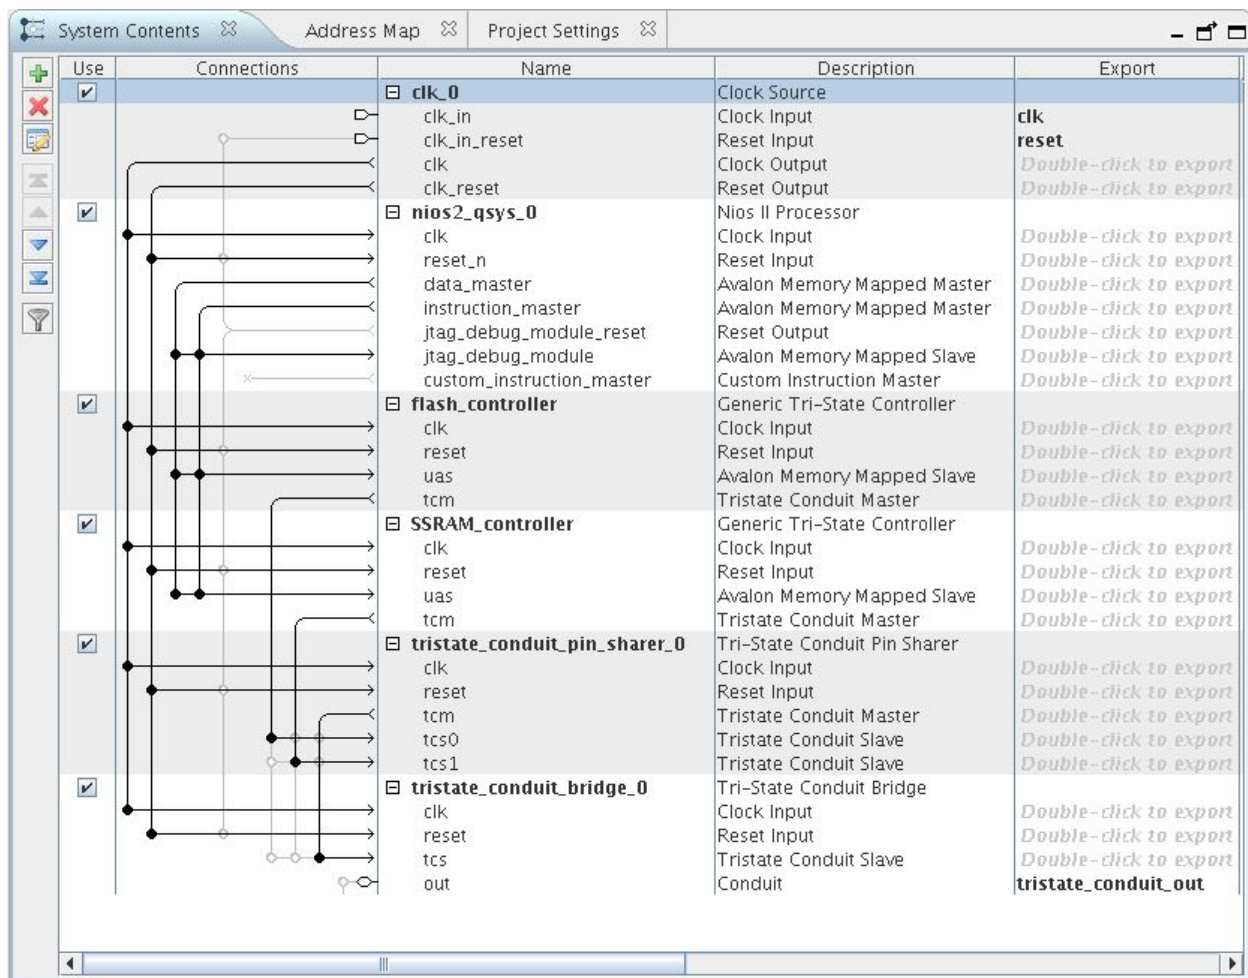 System Contents Address Map Project Settings
Use Connections Name Description Export
clk_0 Clock Source
clk_in Clock Input clk
clk_in_reset Reset Input reset
clk Clock Output Double-click to export
clk_reset Reset Output Double-click to export
nios2_qsys_0 Nios II Processor
clk Clock Input Double-click to export
reset_n Reset Input Double-click to export
data_master Avalon Memory Mapped Master Double-click to export
instruction_master Avalon Memory Mapped Master Double-click to export
jtag_debug_module_reset Reset Output Double-click to export
jtag_debug_module Avalon Memory Mapped Slave Double-click to export
custom_instruction_master Custom Instruction Master Double-click to export
flash_controller Generic Tri-State Controller
clk Clock Input Double-click to export
reset Reset Input Double-click to export
uas Avalon Memory Mapped Slave Double-click to export
tcm Tristate Conduit Master Double-click to export
SSRAM_controller Generic Tri-State Controller
clk Clock Input Double-click to export
reset Reset Input Double-click to export
uas Avalon Memory Mapped Slave Double-click to export
tcm Tristate Conduit Master Double-click to export
tristate_conduit_pin_sharer_0 Tri-State Conduit Pin Sharer
clk Clock Input Double-click to export
reset Reset Input Double-click to export
tcm Tristate Conduit Master Double-click to export
tcs0 Tristate Conduit Slave Double-click to export
tcs1 Tristate Conduit Slave Double-click to export
tristate_conduit_bridge_0 Tri-State Conduit Bridge
clk Clock Input Double-click to export
reset Reset Input Double-click to export
tcs Tristate Conduit Slave Double-click to export
out Conduit tristate_conduit_out